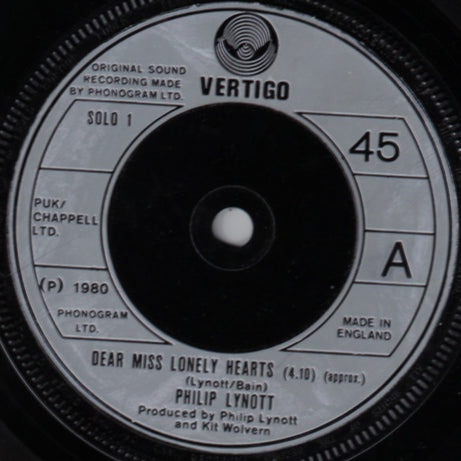 ORIGINAL SOUND
RECORDING MADE
BY PHONOGRAM LTD.
VERTIGO
SOLO 1
45
PUK/
CHAPPELL
LTD.
A
(P) 1980
PHONOGRAM
LTD.
MADE IN
ENGLAND
DEAR MISS LONELY HEARTS (4.10) (approx.)
(Lynott/Bain)
PHILIP LYNOTT
Produced by Philip Lynott
and Kit Wolvern